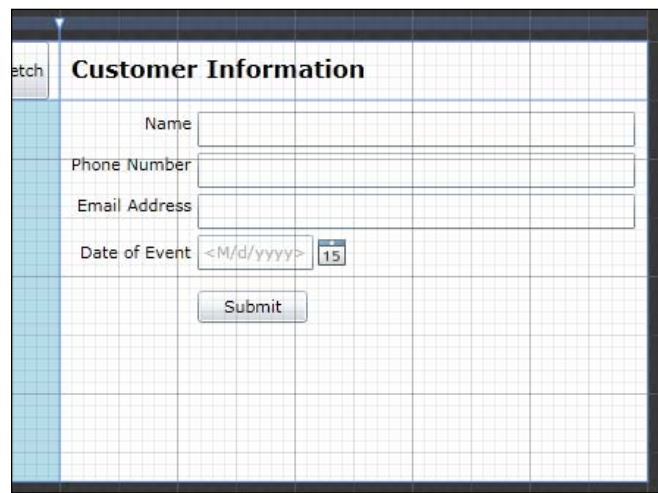 etch
Customer Information
Name
Phone Number
Email Address
Date of Event <M/d/yyyy> 15
Submit